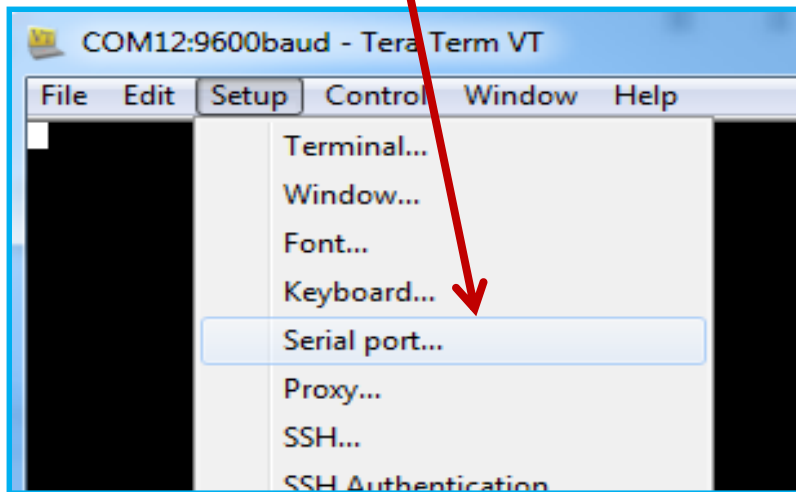 COM12:9600baud - Tera Term VT
File Edit Setup Control Window Help
Terminal...
Window...
Font...
Keyboard...
Serial port...
Proxy...
SSH...
SSH Authentication